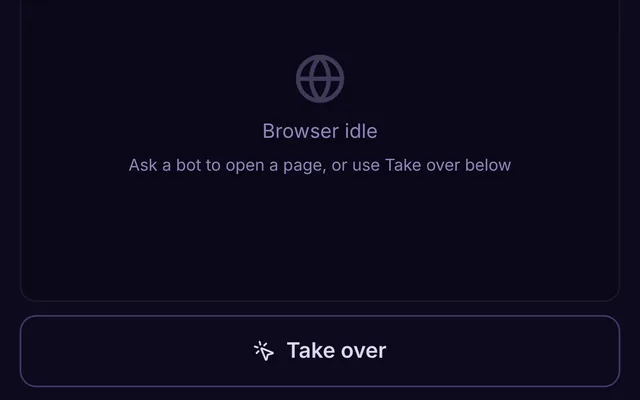 Browser idle
Ask a bot to open a page, or use Take over below
Take over